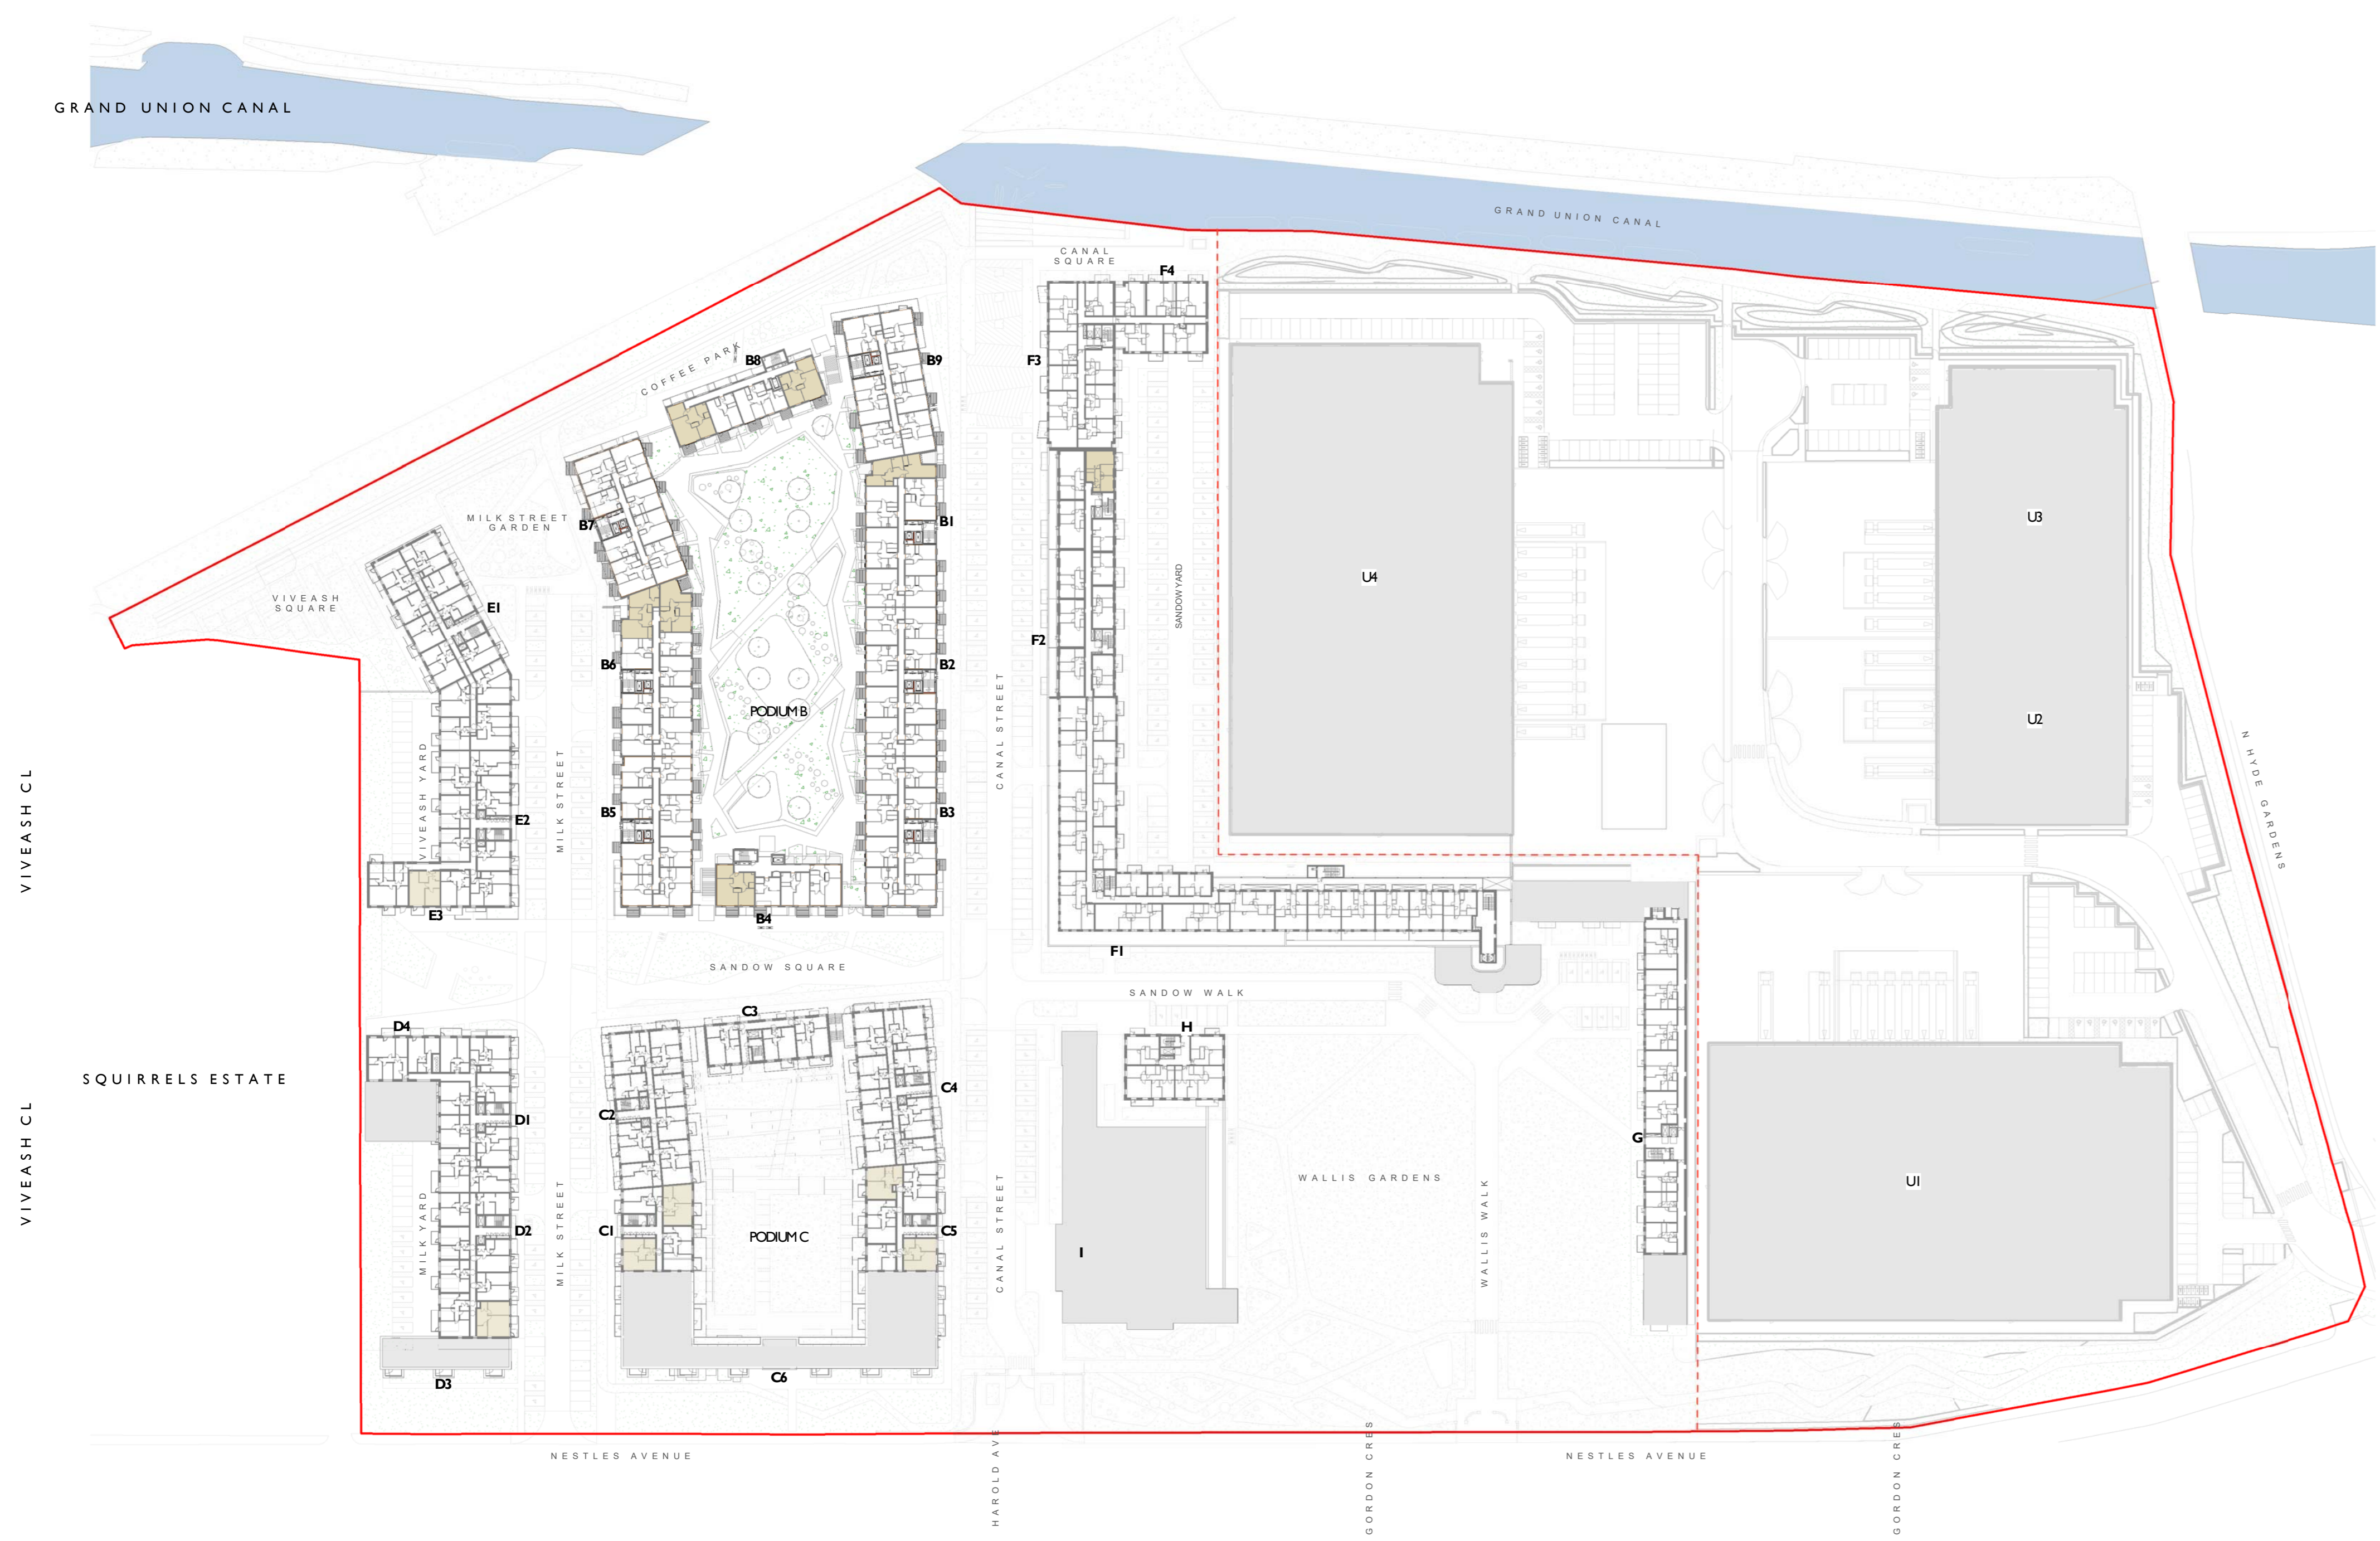 GRAND UNION CANAL
GRAND UNION CANAL
CANAL
SQUARE
F4
COFFEE PARK
B8
B9
F3
MILK STREET
GARDEN
B7
B1
U3
U4
VIVEASH
SQUARE
E1
SANDOW YARD
F2
B6
B2
PODIUM B
CANAL STREET
U2
N HYDE GARDENS
VIVEASH CL
VIVEASH YARD
MILK STREET
E2
B5
B3
E3
B4
F1
SANDOW SQUARE
SANDOW WALK
C3
D4
H
SQUIRRELS ESTATE
C4
C2
D1
G
VIVEASH CL
WALLIS GARDENS
U1
MILK YARD
MILK STREET
D2
C1
PODIUM C
C5
CANAL STREET
I
WALLIS WALK
C6
D3
NESTLES AVENUE
HAROLD AVE
GORDON CRES
NESTLES AVENUE
GORDON CRES